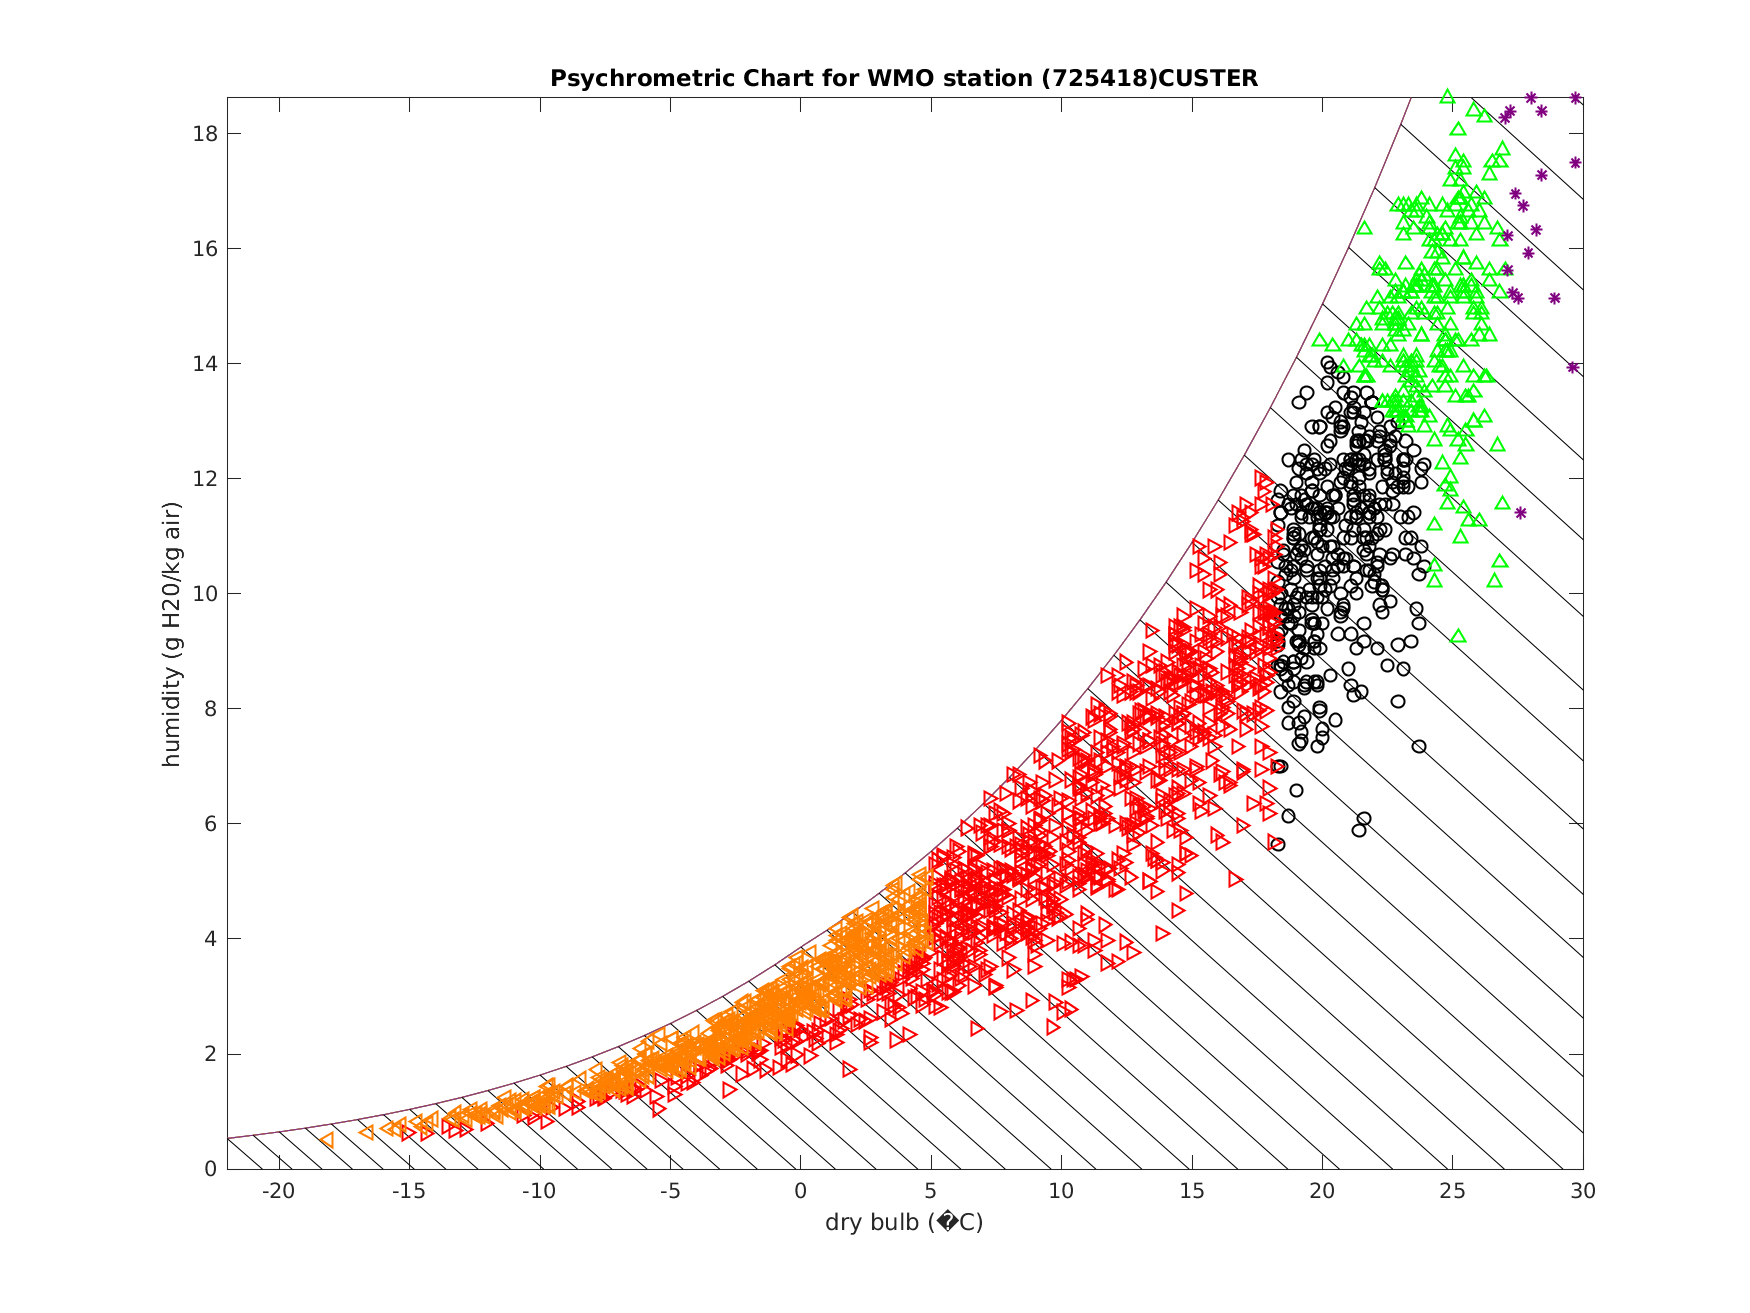 Psychrometric Chart for WMO station (725418)CUSTER
18
16
14
12
10
8
6
4
2
0
humidity (g H20/kg air)
-20 -15 -10 -5 0 5 10 15 20 25 30
dry bulb (�C)